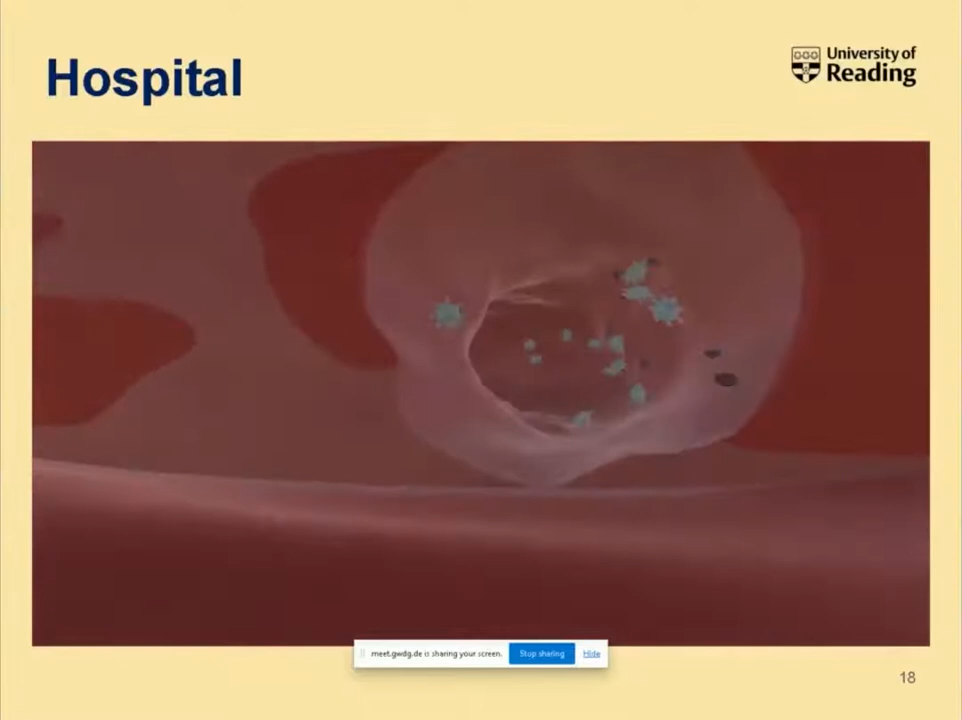 Hospital
University of
Reading
meet.gwdg.de is sharing your screen.
Stop sharing
Hide
18